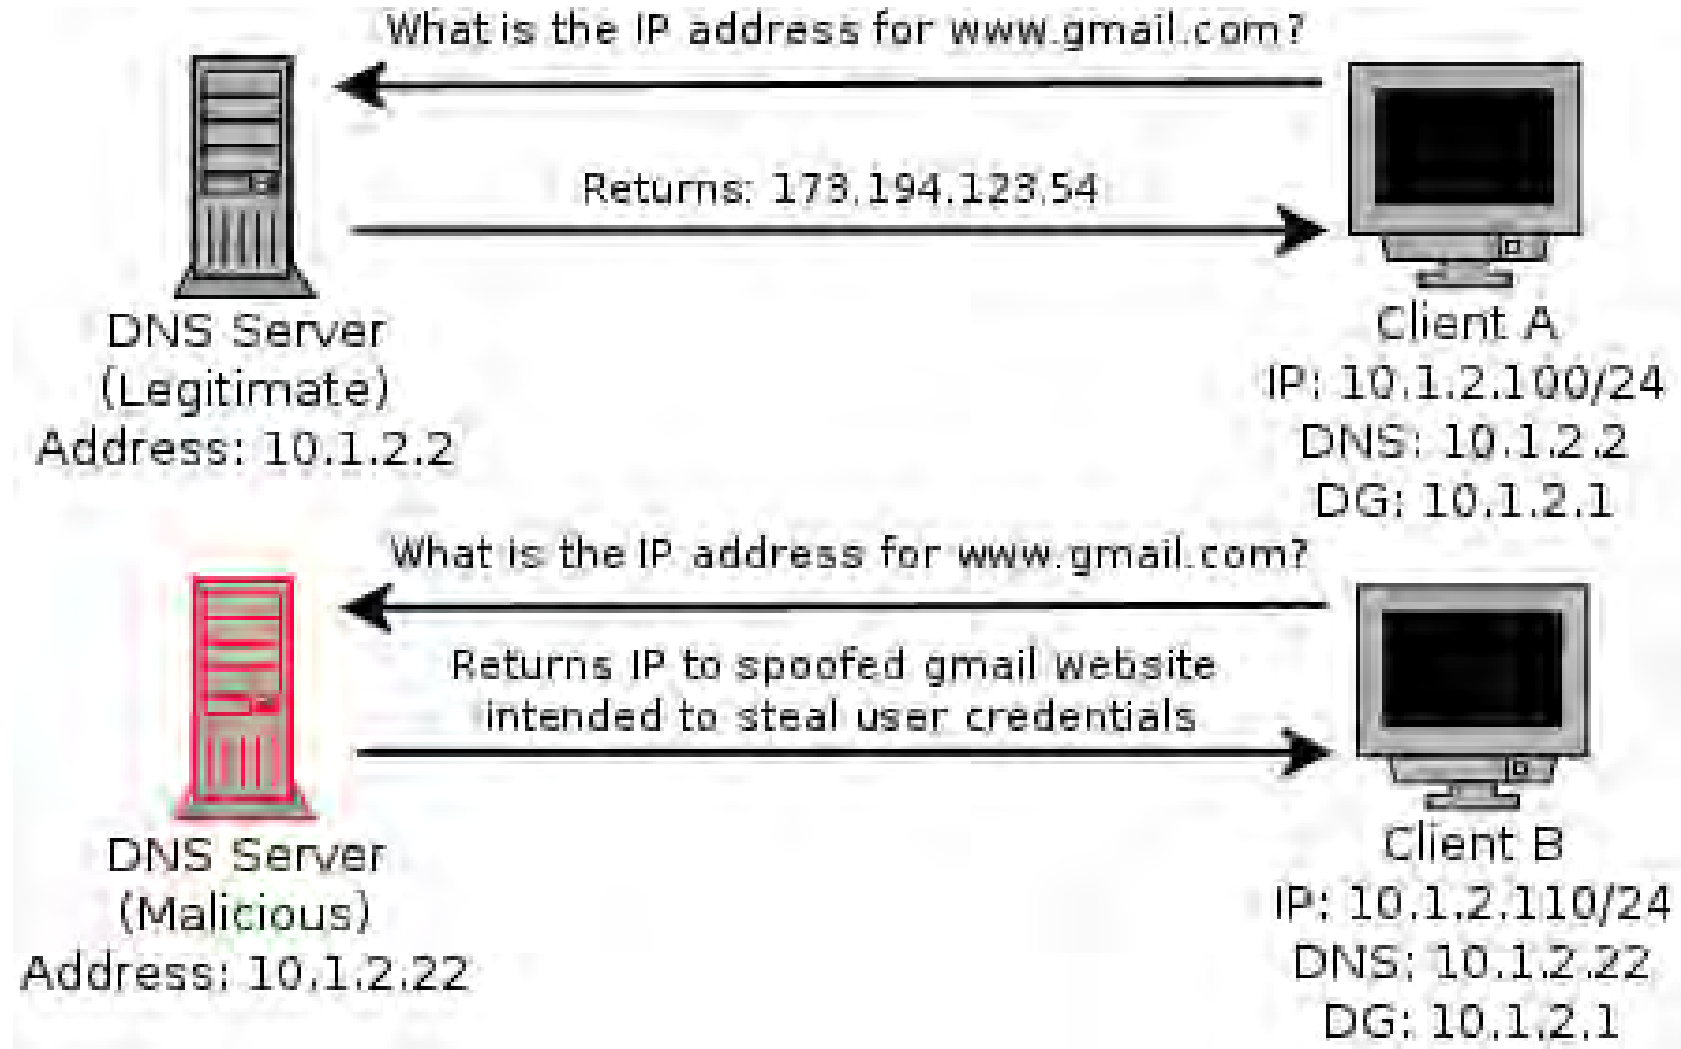 What is the IP address for www.gmail.com?
Returns: 173.194.123.54
DNS Server
(Legitimate)
Address: 10.1.2.2
Client A
IP: 10.1.2.100/24
DNS: 10.1.2.2
DG: 10.1.2.1
What is the IP address for www.gmail.com?
Returns IP to spoofed gmail website
intended to steal user credentials
DNS Server
(Malicious)
Address: 10.1.2.22
Client B
IP: 10.1.2.110/24
DNS: 10.1.2.22
DG: 10.1.2.1